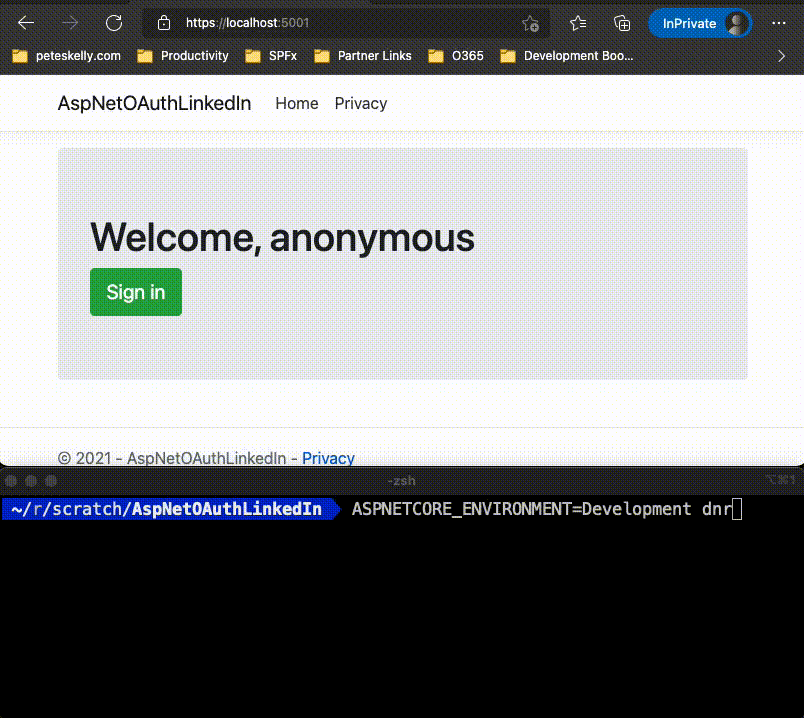 https://localhost:5001
InPrivate
peteskelly.com Productivity SPFx Partner Links O365 Development Boo...
AspNetOAuthLinkedIn Home Privacy
Welcome, anonymous
Sign in
© 2021 - AspNetOAuthLinkedIn - Privacy
-zsh ⌥⌘1
~/r/scratch/AspNetOAuthLinkedIn ASPNETCORE_ENVIRONMENT=Development dnr